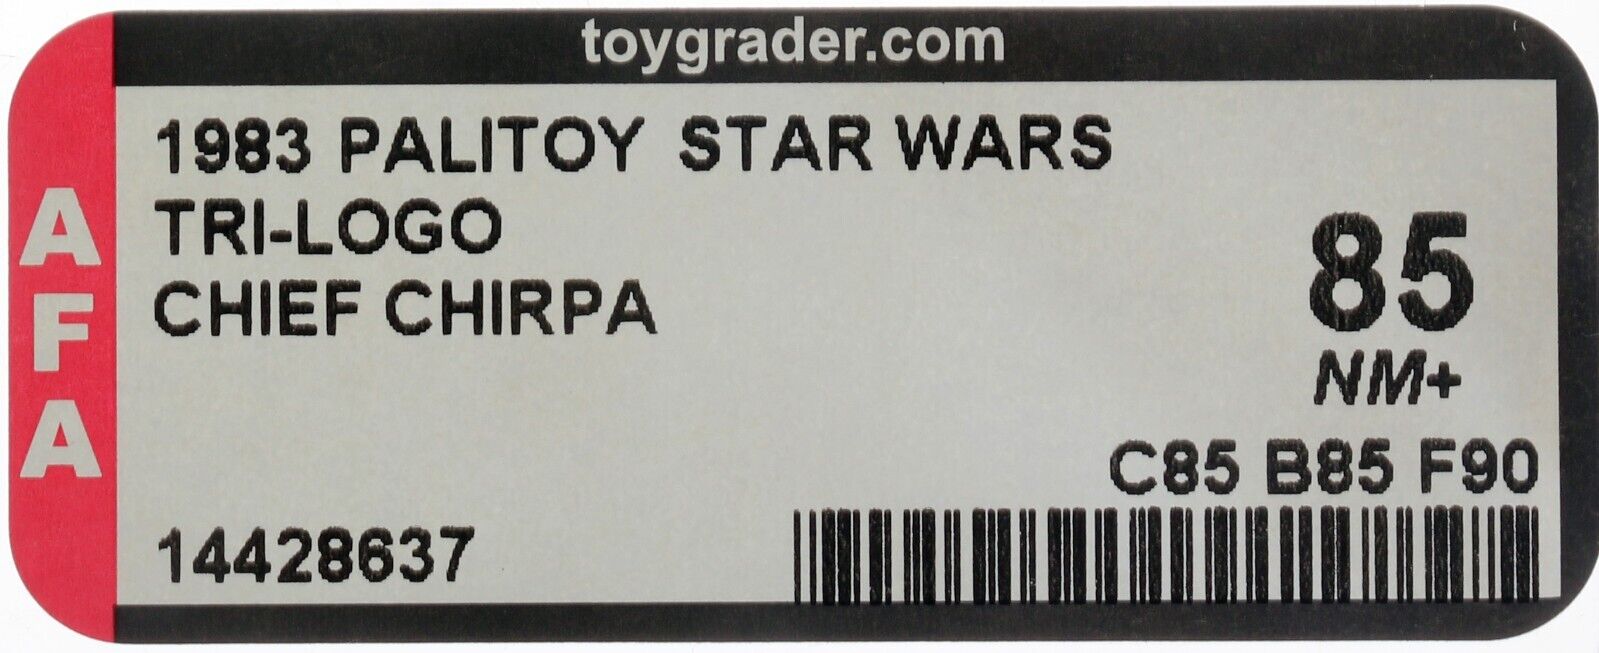 toygrader.com
AFA
1983 PALITOY STAR WARS
TRI-LOGO
CHIEF CHIRPA
85
NM+
C85 B85 F90
14428637